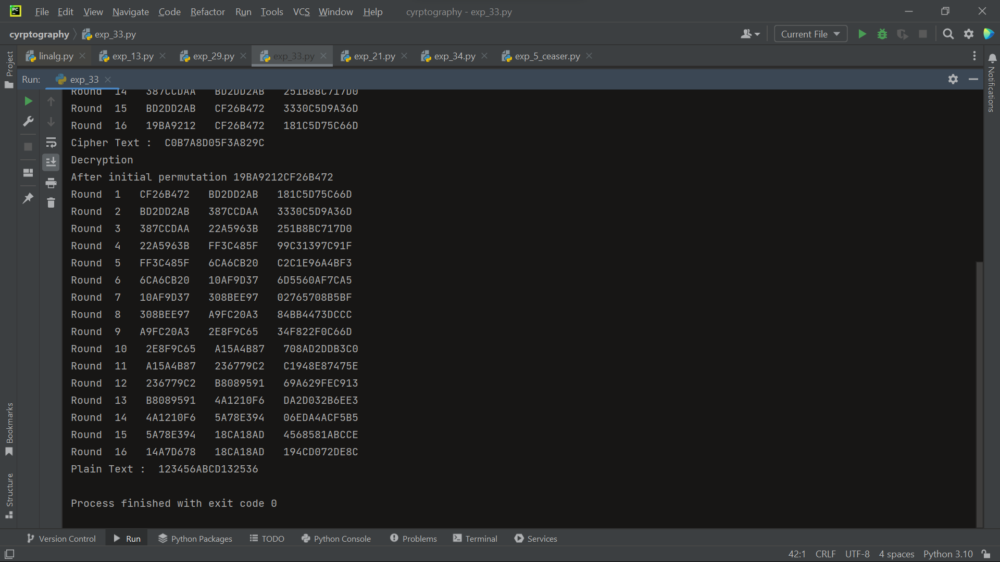 File Edit View Navigate Code Refactor Run Tools VCS Window Help cyrptography - exp_33.py
cyrptography exp_33.py Current File
linalg.py exp_13.py exp_29.py exp_33.py exp_21.py exp_34.py exp_5_ceaser.py
Project
Notifications
Run: exp_33
Round 14 387CCDAA BD2DD2AB 251B8BC717D0
Round 15 BD2DD2AB CF26B472 3330C5D9A36D
Round 16 19BA9212 CF26B472 181C5D75C66D
Cipher Text : C0B7A8D05F3A829C
Decryption
After initial permutation 19BA9212CF26B472
Round 1 CF26B472 BD2DD2AB 181C5D75C66D
Round 2 BD2DD2AB 387CCDAA 3330C5D9A36D
Round 3 387CCDAA 22A5963B 251B8BC717D0
Round 4 22A5963B FF3C485F 99C31397C91F
Round 5 FF3C485F 6CA6CB20 C2C1E96A4BF3
Round 6 6CA6CB20 10AF9D37 6D5560AF7CA5
Round 7 10AF9D37 308BEE97 02765708B5BF
Round 8 308BEE97 A9FC20A3 84BB4473DCCC
Round 9 A9FC20A3 2E8F9C65 34F822F0C66D
Round 10 2E8F9C65 A15A4B87 708AD2DDB3C0
Round 11 A15A4B87 236779C2 C1948E87475E
Round 12 236779C2 B8089591 69A629FEC913
Round 13 B8089591 4A1210F6 DA2D032B6EE3
Round 14 4A1210F6 5A78E394 06EDA4ACF5B5
Round 15 5A78E394 18CA18AD 4568581ABCCE
Round 16 14A7D678 18CA18AD 194CD072DE8C
Plain Text : 123456ABCD132536
Process finished with exit code 0
Bookmarks
Structure
Version Control Run Python Packages TODO Python Console Problems Terminal Services
42:1 CRLF UTF-8 4 spaces Python 3.10